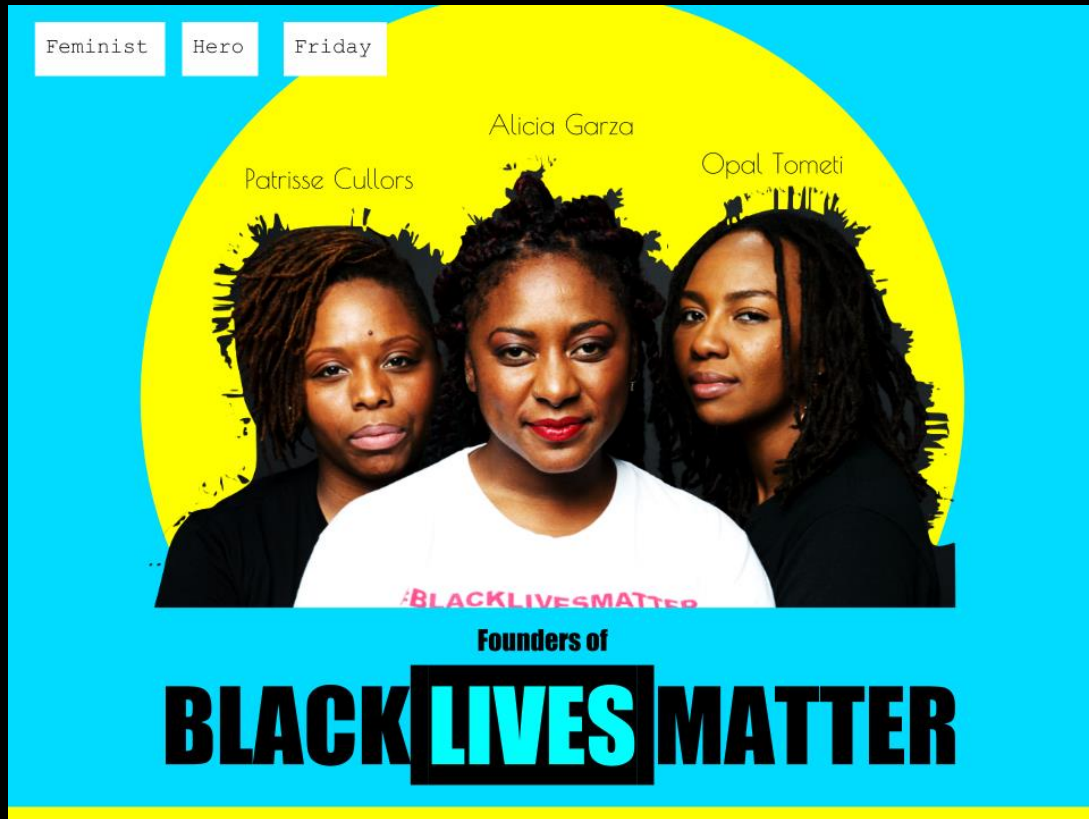 Feminist Hero Friday
Alicia Garza
Opal Tometi
Patrisse Cullors
#BLACKLIVESMATTER
Founders of
BLACK LIVES MATTER